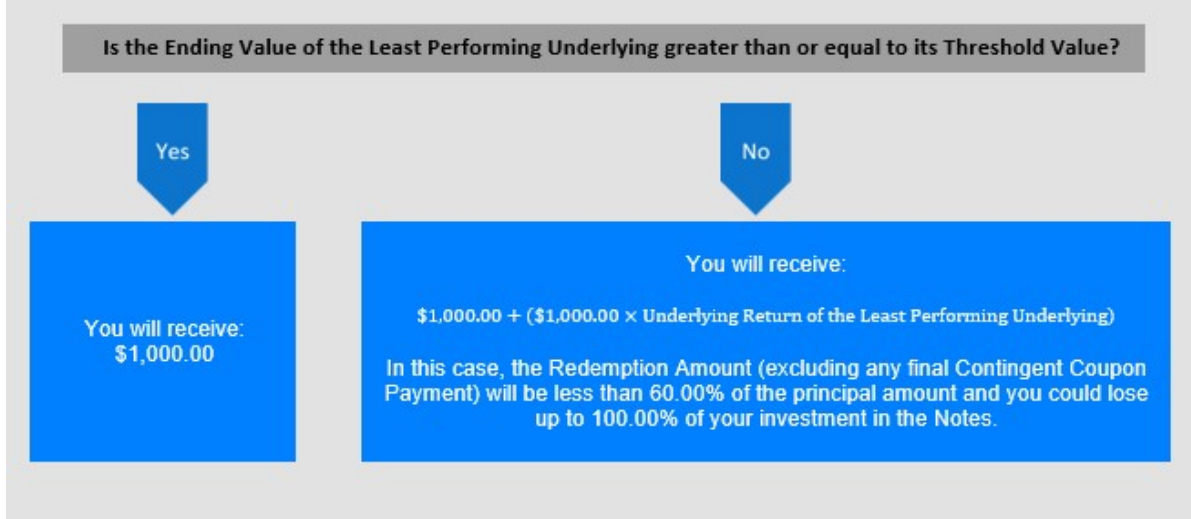 Is the Ending Value of the Least Performing Underlying greater than or equal to its Threshold Value?
Yes
No
You will receive:
$1,000.00
You will receive:
$1,000.00 + ($1,000.00 × Underlying Return of the Least Performing Underlying)
In this case, the Redemption Amount (excluding any final Contingent Coupon
Payment) will be less than 60.00% of the principal amount and you could lose
up to 100.00% of your investment in the Notes.